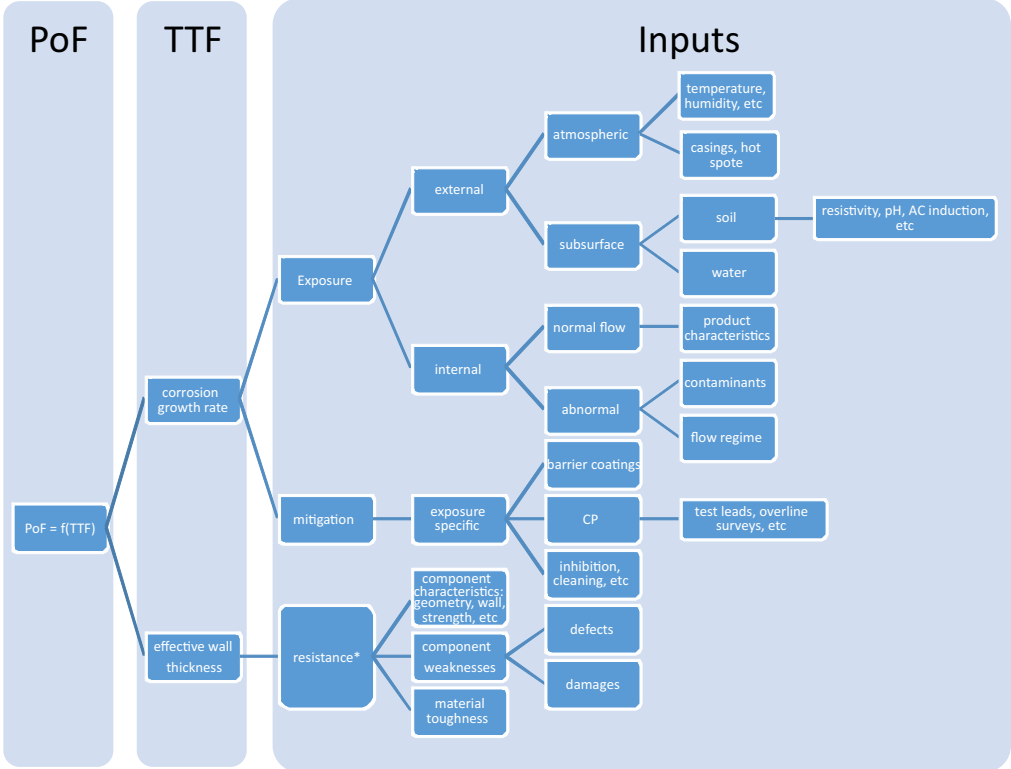 PoF
TTF
Inputs
temperature,
humidity, etc
atmospheric
casings, hot
spote
external
soil
resistivity, pH, AC induction,
etc
subsurface
water
Exposure
normal flow
product
characteristics
internal
contaminants
abnormal
flow regime
corrosion
growth rate
barrier coatings
mitigation
exposure
specific
CP
test leads, overline
surveys, etc
PoF = f(TTF)
inhibition,
cleaning, etc
component
characteristics:
geometry, wall,
strength, etc
defects
effective wall
thickness
resistance*
component
weaknesses
damages
material
toughness